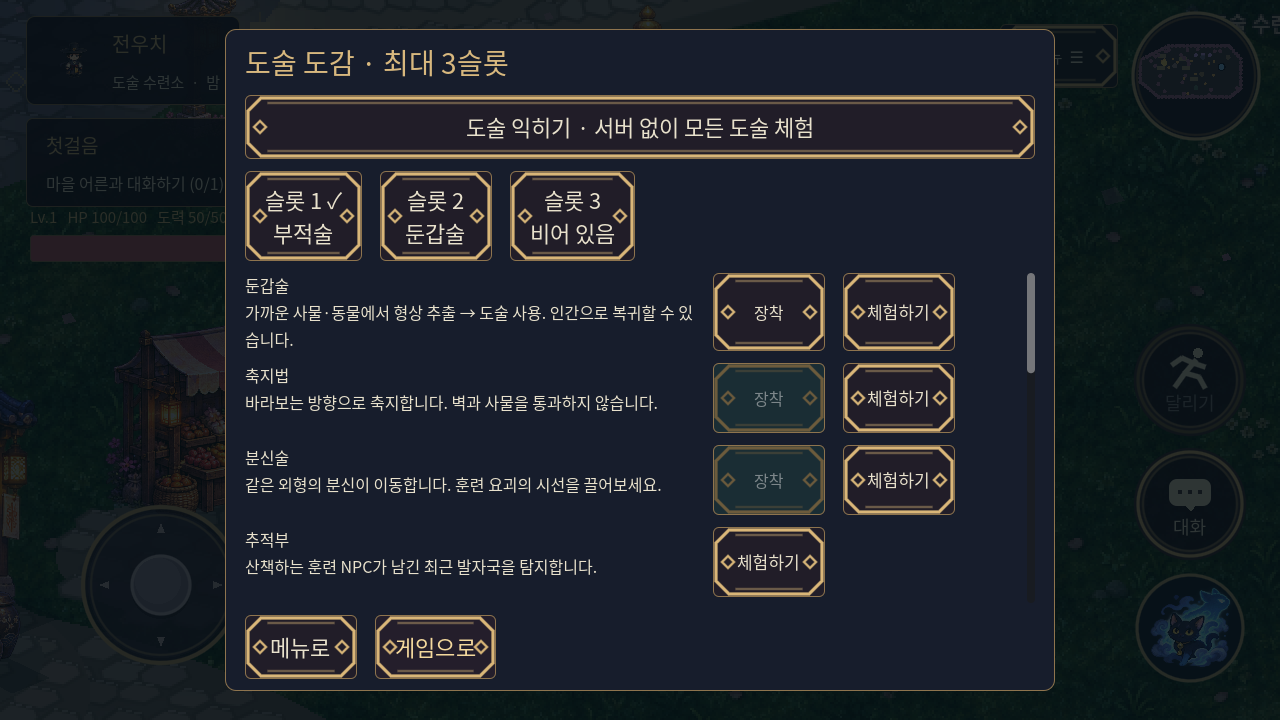 전우치
도술 수련소 · 밤
첫걸음
마을 어른과 대화하기 (0/1)
Lv.1 HP 100/100 도력 50/50
도술 도감 · 최대 3슬롯
도술 익히기 · 서버 없이 모든 도술 체험
슬롯 1 ✓
부적술
슬롯 2
둔갑술
슬롯 3
비어 있음
둔갑술
가까운 사물·동물에서 형상 추출 → 도술 사용. 인간으로 복귀할 수 있
습니다.
장착
체험하기
축지법
바라보는 방향으로 축지합니다. 벽과 사물을 통과하지 않습니다.
장착
체험하기
분신술
같은 외형의 분신이 이동합니다. 훈련 요괴의 시선을 끌어보세요.
장착
체험하기
추적부
산책하는 훈련 NPC가 남긴 최근 발자국을 탐지합니다.
체험하기
메뉴로
게임으로
달리기
대화